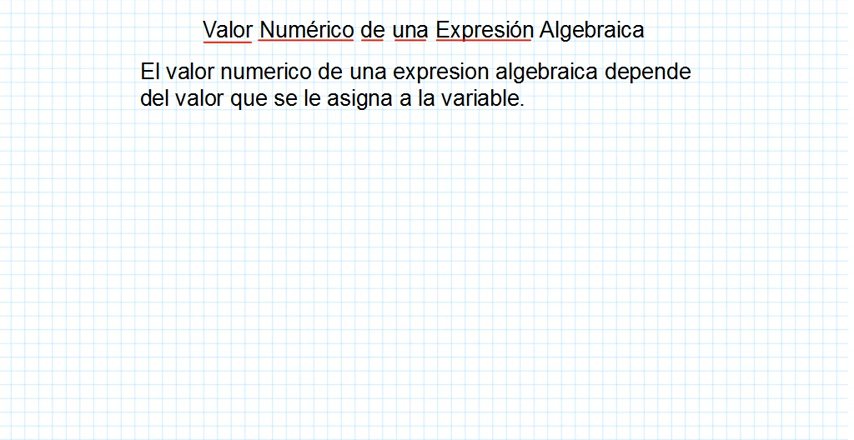 Valor Numérico de una Expresión Algebraica
El valor numerico de una expresion algebraica depende
del valor que se le asigna a la variable.